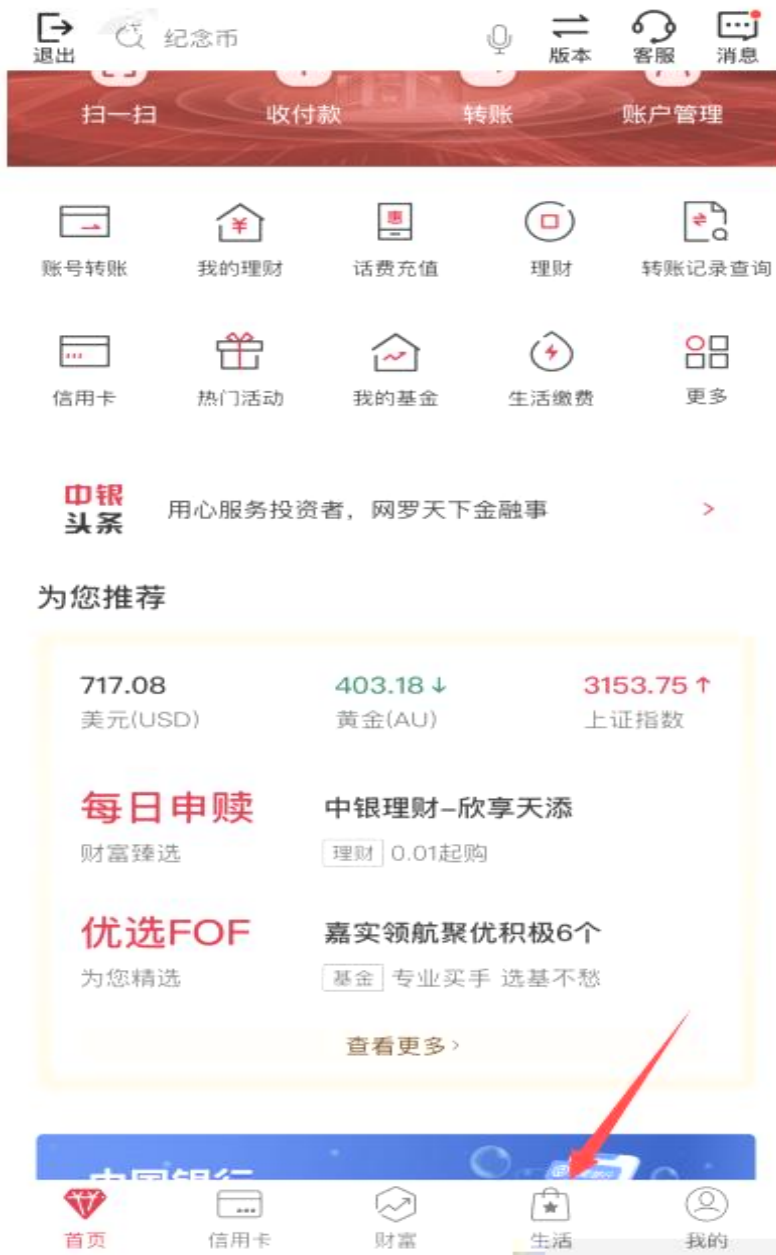 纪念币
退出
版本
客服
消息
扫一扫
收付款
转账
账户管理
惠
账号转账
我的理财
话费充值
理财
转账记录查询
信用卡
热门活动
我的基金
生活缴费
更多
中银
头条
用心服务投资者，网罗天下金融事
为您推荐
717.08
403.18↓
3153.75↑
美元(USD)
黄金(AU)
上证指数
每日申赎
中银理财-欣享天添
财富臻选
理财 0.01起购
优选FOF
嘉实领航聚优积极6个
为您精选
基金 专业买手 选基不愁
查看更多>
中国银行
首页
信用卡
财富
生活
我的